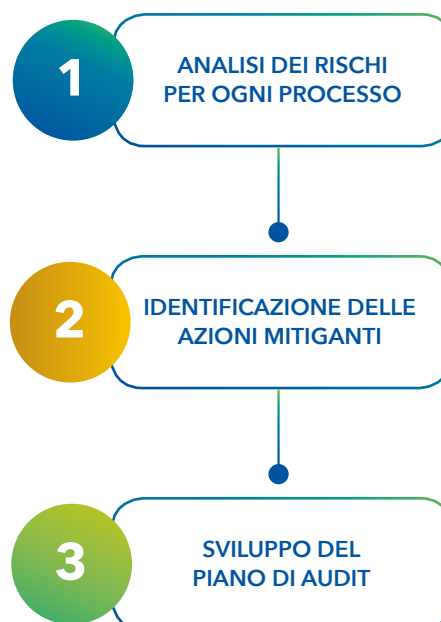 1
ANALISI DEI RISCHI
PER OGNI PROCESSO
2
IDENTIFICAZIONE DELLE
AZIONI MITIGANTI
3
SVILUPPO DEL
PIANO DI AUDIT